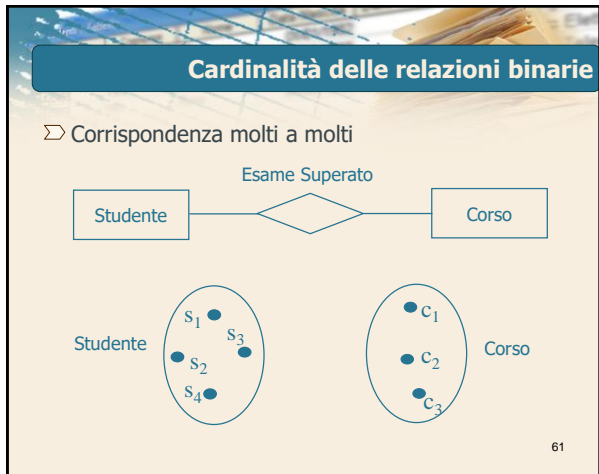 Cardinalità delle relazioni binarie
Corrispondenza molti a molti
Esame Superato
Studente
Corso
Studente
s1
s3
s2
s4
c1
c2
c3
Corso
61